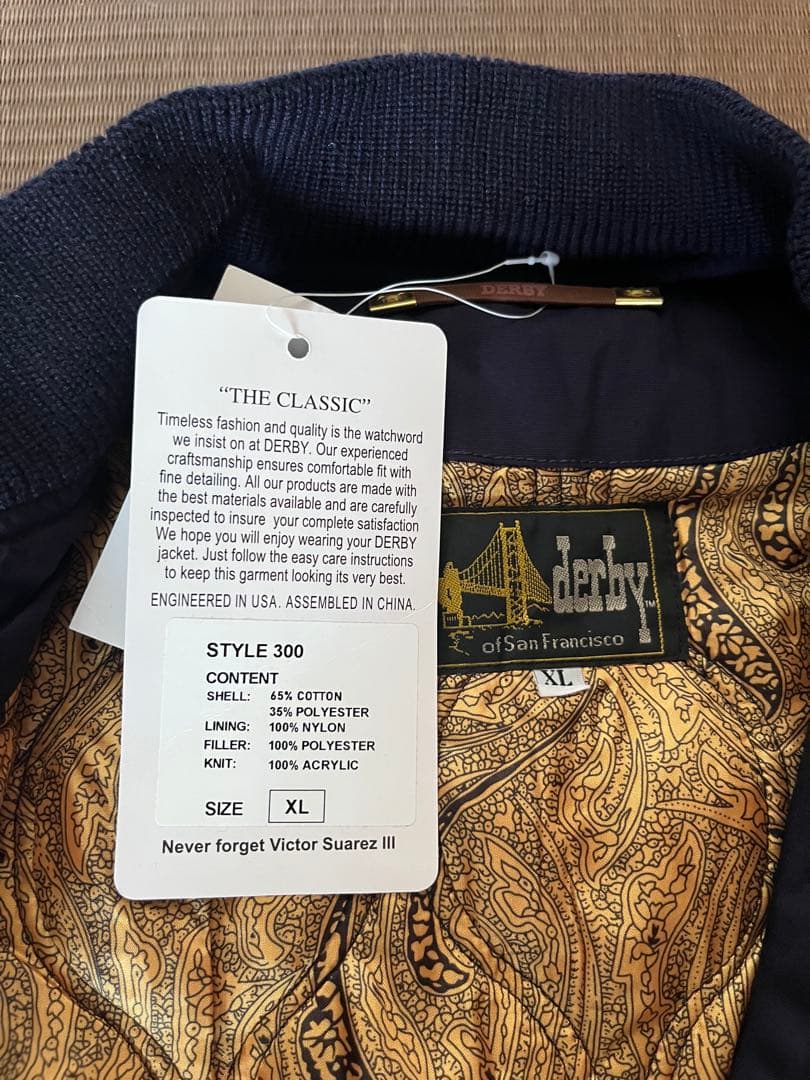 DERBY
“THE CLASSIC”
Timeless fashion and quality is the watchword
we insist on at DERBY. Our experienced
craftsmanship ensures comfortable fit with
fine detailing. All our products are made with
the best materials available and are carefully
inspected to insure your complete satisfaction
We hope you will enjoy wearing your DERBY
jacket. Just follow the easy care instructions
to keep this garment looking its very best.
ENGINEERED IN USA. ASSEMBLED IN CHINA.
STYLE 300
CONTENT
SHELL: 65% COTTON
35% POLYESTER
LINING: 100% NYLON
FILLER: 100% POLYESTER
KNIT: 100% ACRYLIC
SIZE XL
Never forget Victor Suarez III
derby™
of San Francisco
XL